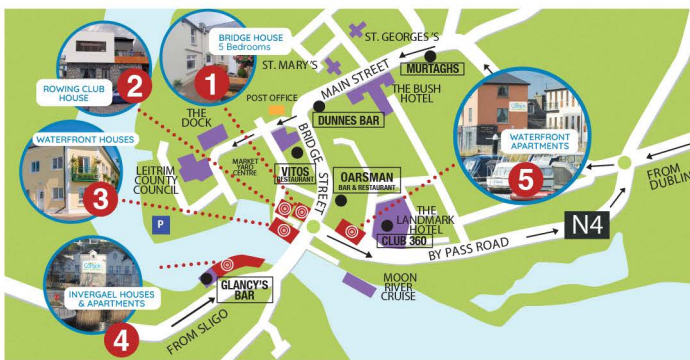 BRIDGE HOUSE
5 Bedrooms
1
2
ROWING CLUB
HOUSE
ST. GEORGES'S
ST. MARY'S
MAIN STREET
MURTAGHS
THE BUSH
HOTEL
POST OFFICE
DUNNES BAR
THE
DOCK
WATERFRONT HOUSES
3
LEITRIM
COUNTY
COUNCIL
MARKET
YARD
CENTRE
VITOS
RESTAURANT
BRIDGE STREET
OARSMAN
BAR & RESTAURANT
WATERFRONT
APARTMENTS
5
FROM
DUBLIN
P
THE
LANDMARK
HOTEL
CLUB 360
BY PASS ROAD
N4
MOON
RIVER
CRUISE
GLANCY'S
BAR
INVERGAEL HOUSES
& APARTMENTS
4
FROM SLIGO